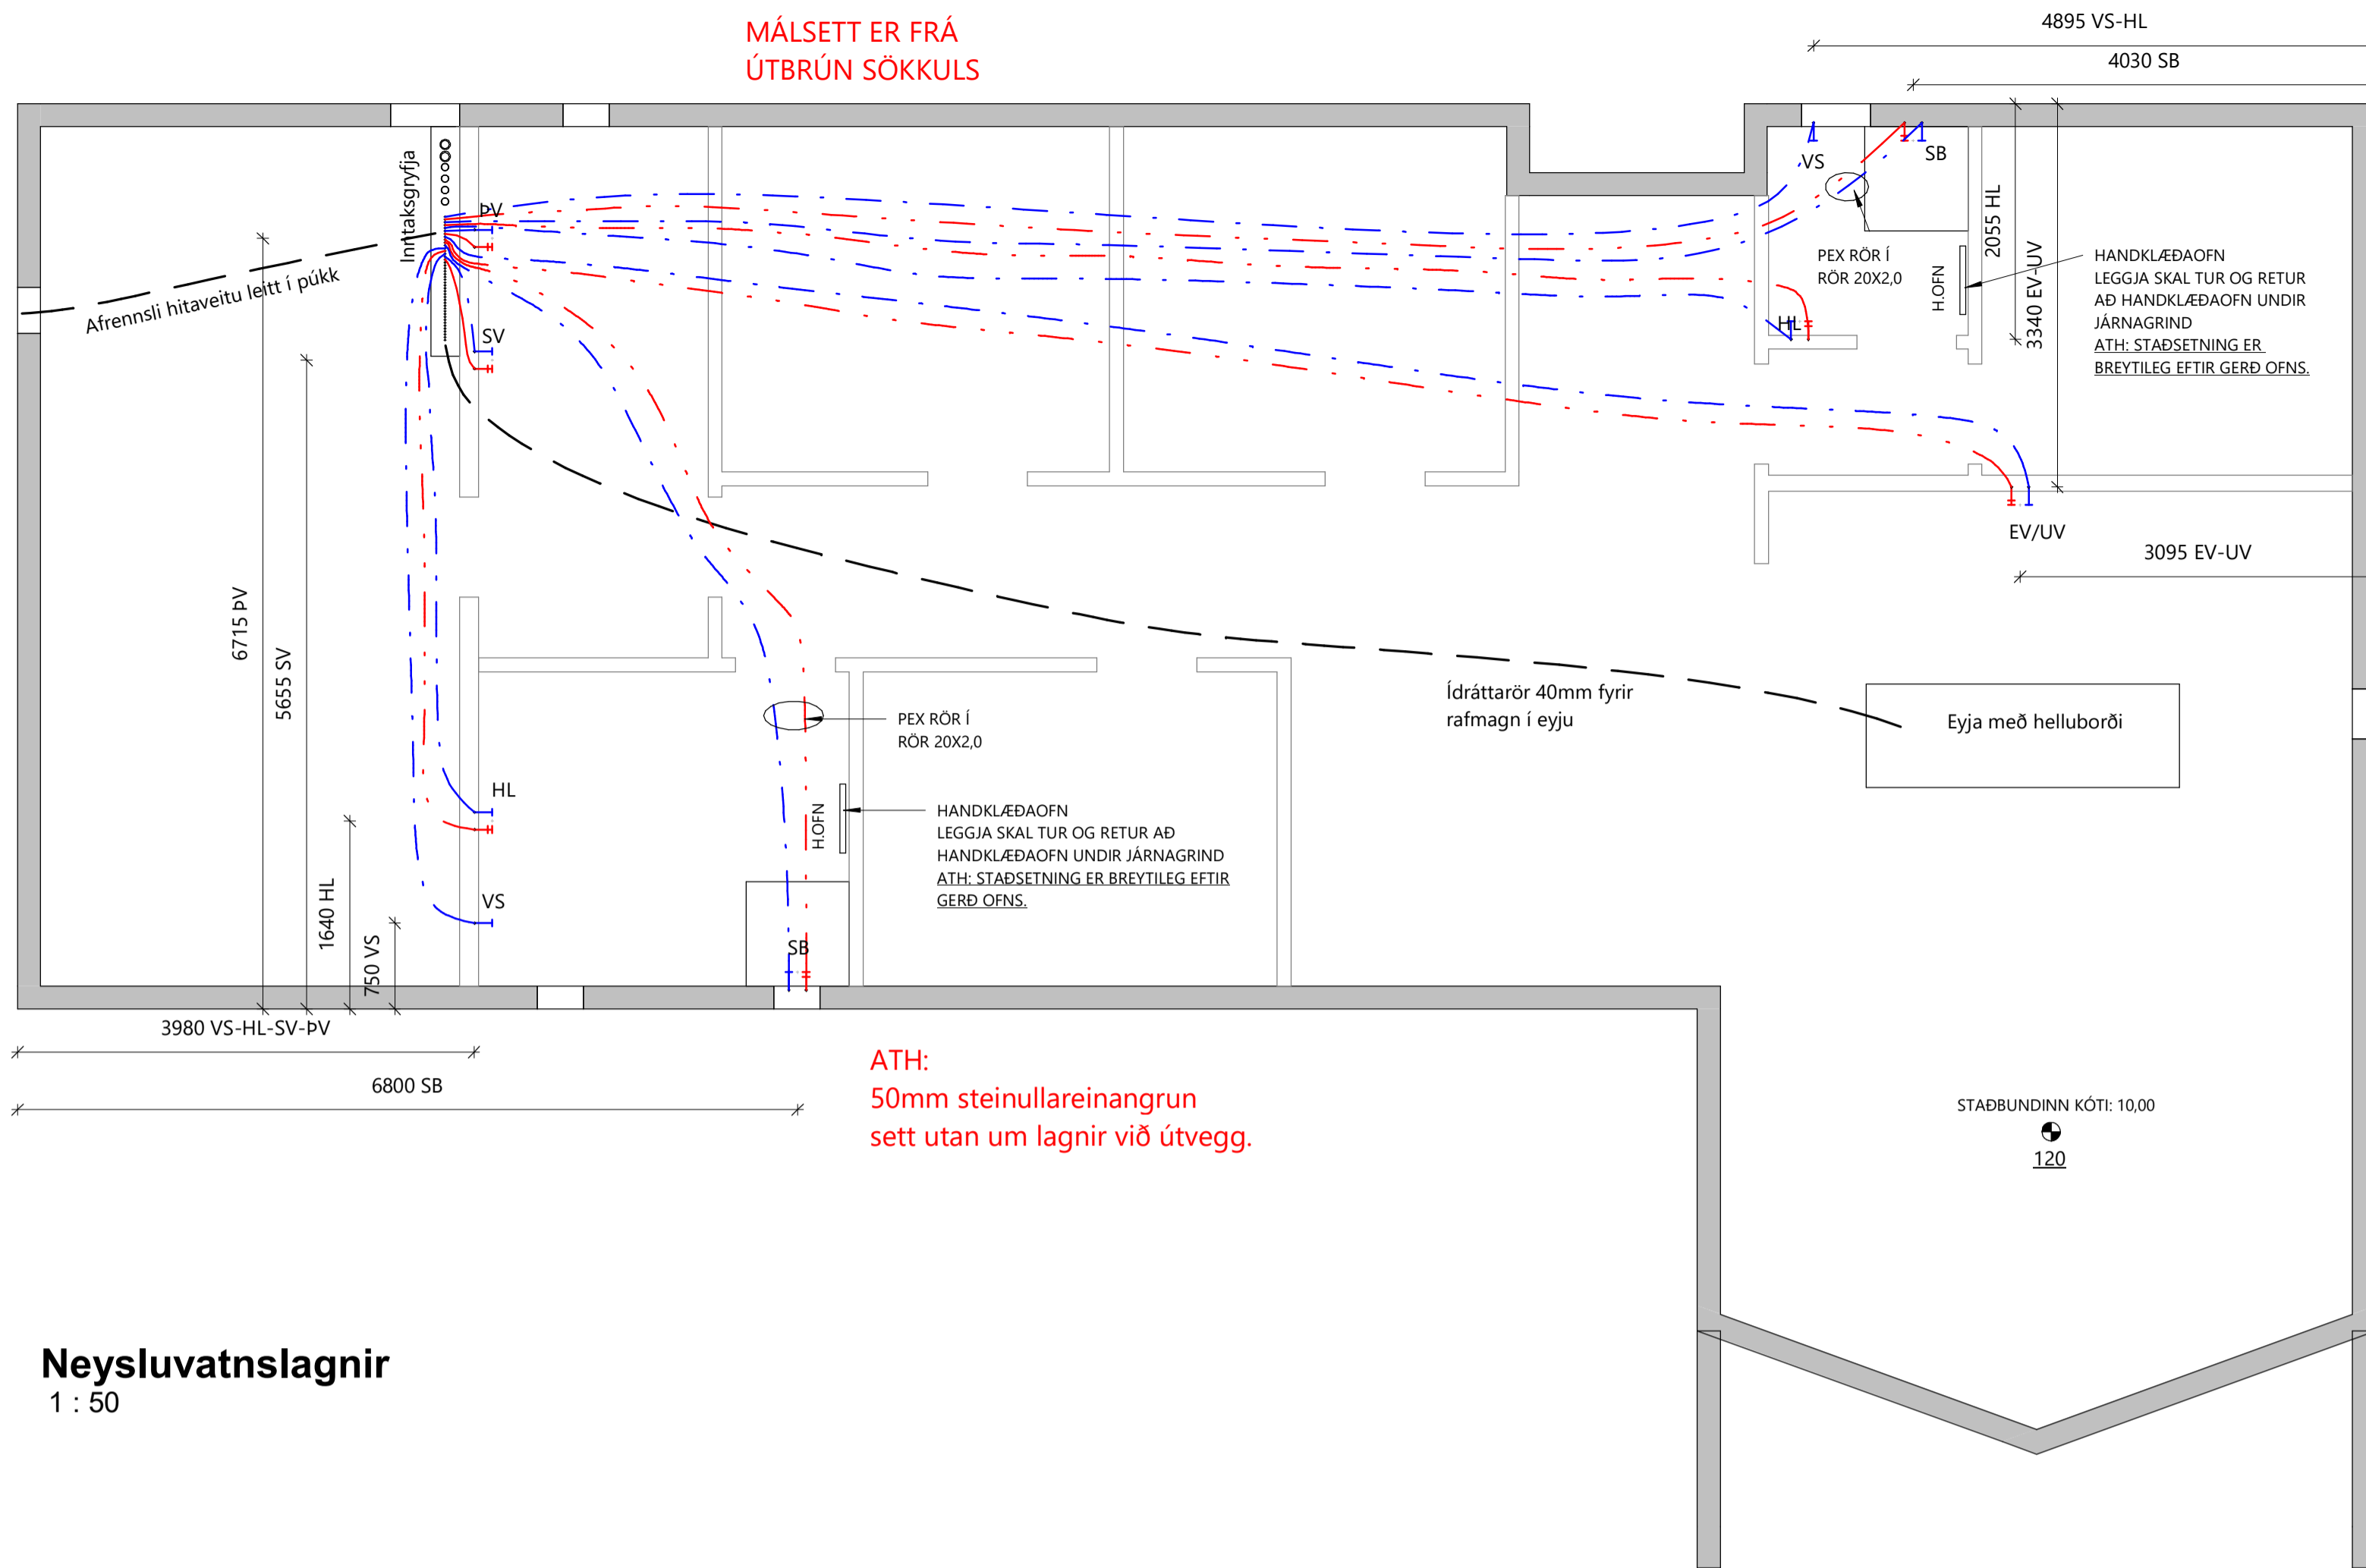 MÁLSETT ER FRÁ
ÚTBRÚN SÖKKULS
4895 VS-HL
4030 SB
Inntaksgryfja
ÞV
Afrennsli hitaveitu leitt í púkk
SV
VS
SB
PEX RÖR Í
RÖR 20X2,0
H.OFN
2055 HL
3340 EV-UV
HANDKLÆÐAOFN
LEGGJA SKAL TUR OG RETUR
AÐ HANDKLÆÐAOFN UNDIR
JÁRNAGRIND
ATH: STAÐSETNING ER
BREYTILEG EFTIR GERÐ OFNS.
HL
EV/UV
3095 EV-UV
6715 ÞV
5655 SV
1640 HL
750 VS
HL
VS
PEX RÖR Í
RÖR 20X2,0
H.OFN
HANDKLÆÐAOFN
LEGGJA SKAL TUR OG RETUR AÐ
HANDKLÆÐAOFN UNDIR JÁRNAGRIND
ATH: STAÐSETNING ER BREYTILEG EFTIR
GERÐ OFNS.
SB
Ídráttarör 40mm fyrir
rafmagn í eyju
Eyja með helluborði
3980 VS-HL-SV-ÞV
6800 SB
ATH:
50mm steinullareinangrun
sett utan um lagnir við útvegg.
STAÐBUNDINN KÓTI: 10,00
120
Neysluvatnslagnir
1 : 50